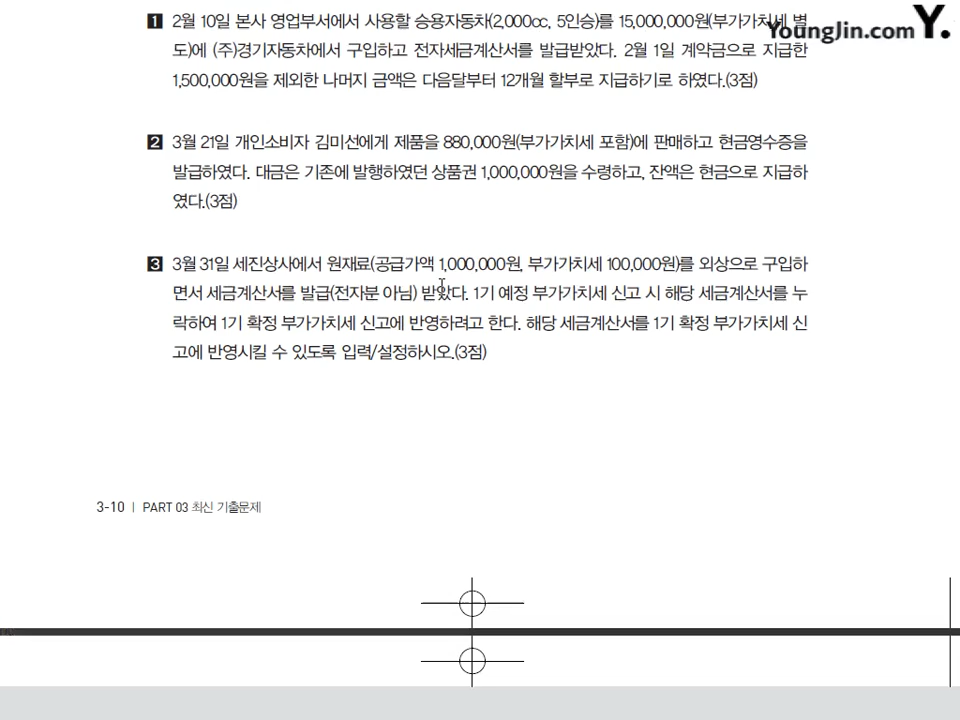 1 2월 10일 본사 영업부서에서 사용할 승용자동차(2,000cc, 5인승)를 15,000,000원(부가가치세 별
YoungJin.com Y.
도)에 (주)경기자동차에서 구입하고 전자세금계산서를 발급받았다. 2월 1일 계약금으로 지급한
1,500,000원을 제외한 나머지 금액은 다음달부터 12개월 할부로 지급하기로 하였다.(3점)
2 3월 21일 개인소비자 김미선에게 제품을 880,000원(부가가치세 포함)에 판매하고 현금영수증을
발급하였다. 대금은 기존에 발행하였던 상품권 1,000,000원을 수령하고, 잔액은 현금으로 지급하
였다.(3점)
3 3월 31일 세진상사에서 원재료(공급가액 1,000,000원, 부가가치세 100,000원)를 외상으로 구입하
면서 세금계산서를 발급(전자분 아님) 받았다. 1기 예정 부가가치세 신고 시 해당 세금계산서를 누
락하여 1기 확정 부가가치세 신고에 반영하려고 한다. 해당 세금계산서를 1기 확정 부가가치세 신
고에 반영시킬 수 있도록 입력/설정하시오.(3점)
3-10 | PART 03 최신 기출문제